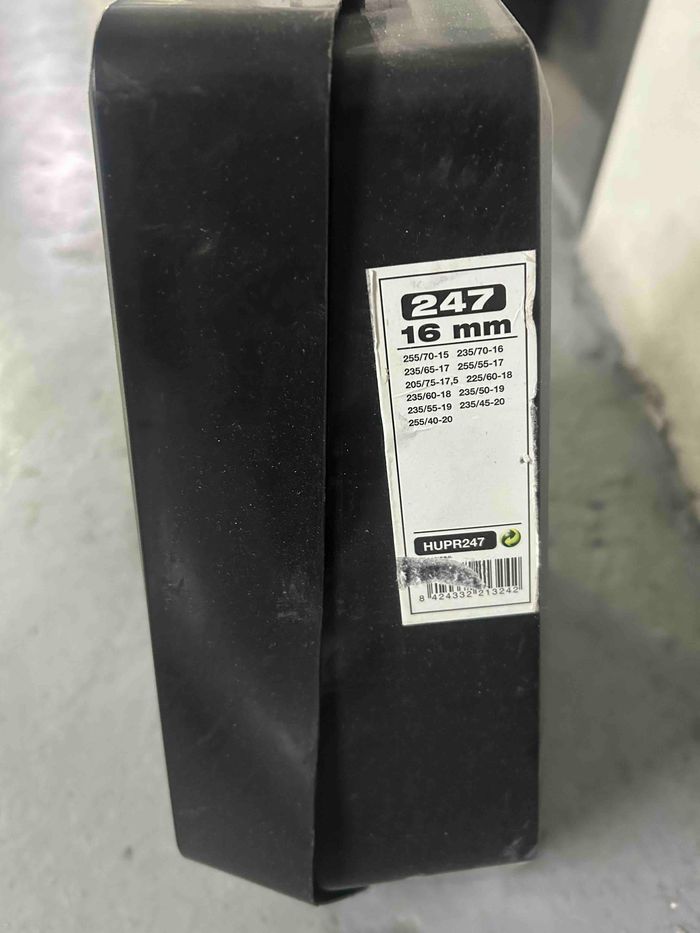 247
16 mm
255/70-15 235/70-16
235/65-17 255/55-17
205/75-17,5 225/60-18
235/60-18 235/50-19
235/55-19 235/45-20
255/40-20
HUPR247
8 424332 213242